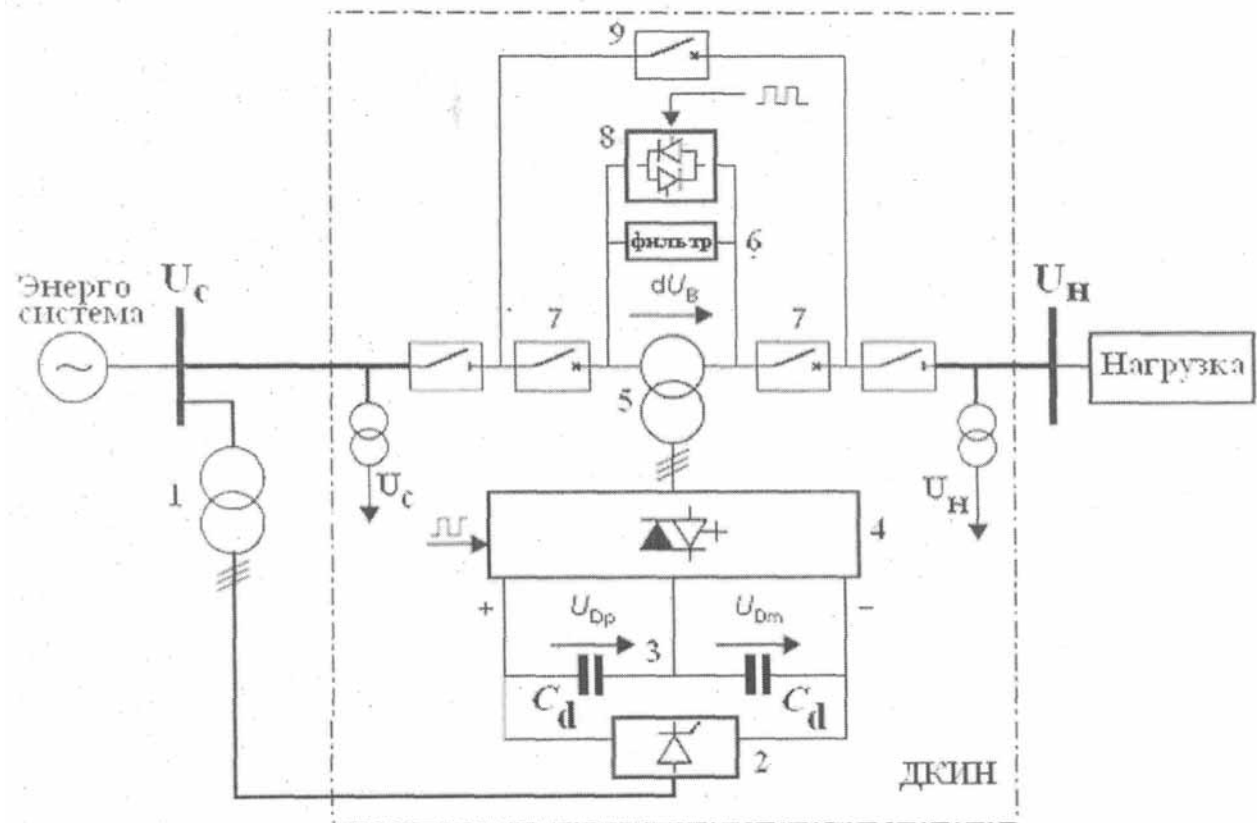 9
8
фильтр
6
dU_B
Энерго
система
U_c
U_н
7
7
5
Нагрузка
1
U_c
U_н
4
+
U_Dp
U_Dm
−
3
C_d
C_d
2
ДКИН